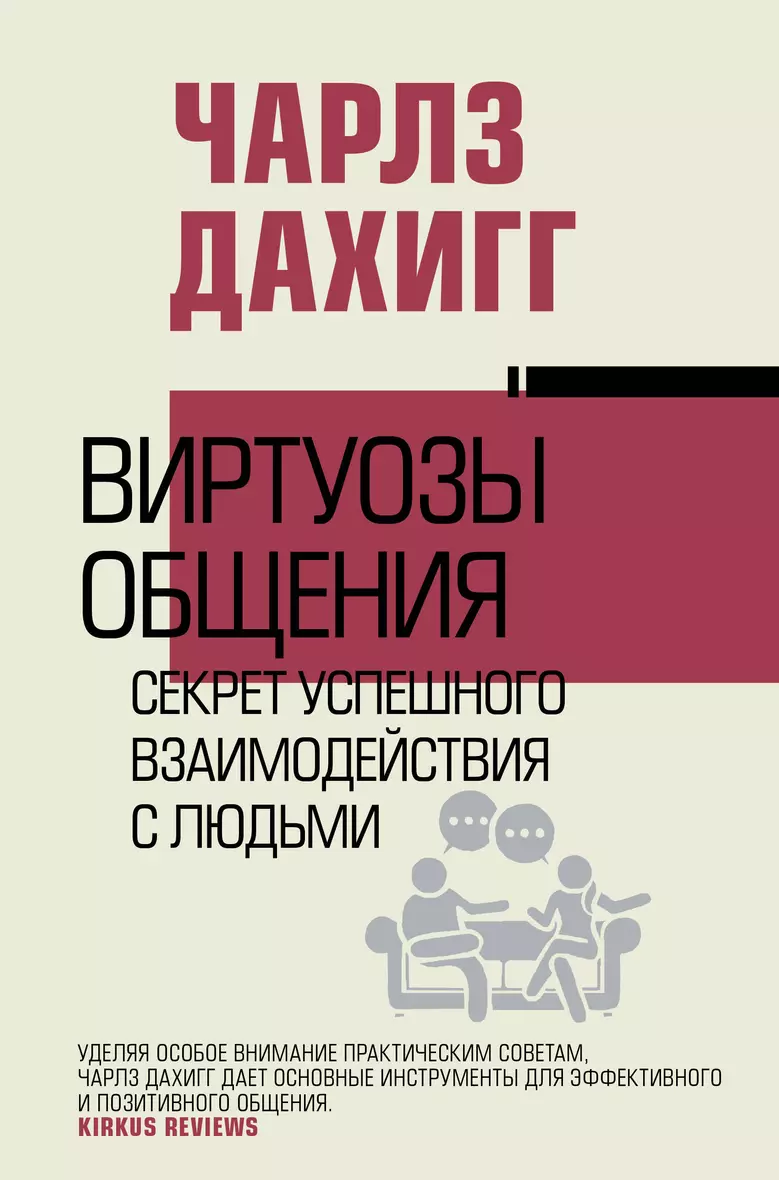 ЧАРЛЗ
ДАХИГГ
ВИРТУОЗЫ
ОБЩЕНИЯ
СЕКРЕТ УСПЕШНОГО
ВЗАИМОДЕЙСТВИЯ
С ЛЮДЬМИ
УДЕЛЯЯ ОСОБОЕ ВНИМАНИЕ ПРАКТИЧЕСКИМ СОВЕТАМ,
ЧАРЛЗ ДАХИГГ ДАЕТ ОСНОВНЫЕ ИНСТРУМЕНТЫ ДЛЯ ЭФФЕКТИВНОГО
И ПОЗИТИВНОГО ОБЩЕНИЯ.
KIRKUS REVIEWS